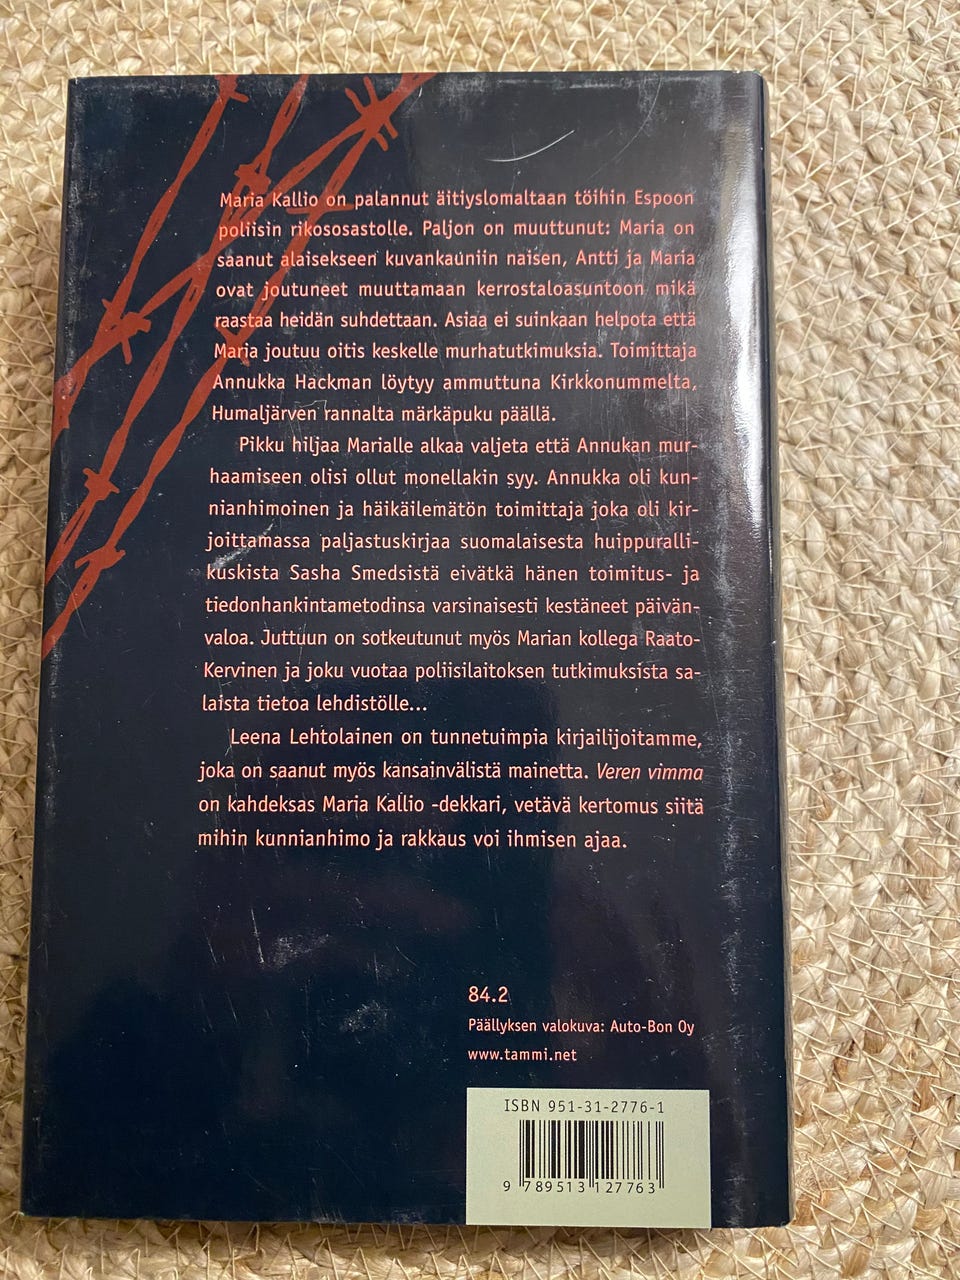 Maria Kallio on palannut äitiyslomaltaan töihin Espoon
poliisin rikososastolle. Paljon on muuttunut: Maria on
saanut alaisekseen kuvankauniin naisen, Antti ja Maria
ovat joutuneet muuttamaan kerrostaloasuntoon mikä
raastaa heidän suhdettaan. Asiaa ei suinkaan helpota että
Maria joutuu oitis keskelle murhatutkimuksia. Toimittaja
Annukka Hackman löytyy ammuttuna Kirkkonummelta,
Humaljärven rannalta märkäpuku päällä.
Pikku hiljaa Marialle alkaa valjeta että Annukan mur-
haamiseen olisi ollut monellakin syy. Annukka oli kun-
nianhimoinen ja häikäilemätön toimittaja joka oli kir-
joittamassa paljastuskirjaa suomalaisesta huippuralli-
kuskista Sasha Smedsistä eivätkä hänen toimitus- ja
tiedonhankintametodinsa varsinaisesti kestäneet päivän-
valoa. Juttuun on sotkeutunut myös Marian kollega Raato-
Kervinen ja joku vuotaa poliisilaitoksen tutkimuksista sa-
laista tietoa lehdistölle...
Leena Lehtolainen on tunnetuimpia kirjailijoitamme,
joka on saanut myös kansainvälistä mainetta. Veren vimma
on kahdeksas Maria Kallio -dekkari, vetävä kertomus siitä
mihin kunnianhimo ja rakkaus voi ihmisen ajaa.
84.2
Päällyksen valokuva: Auto-Bon Oy
www.tammi.net
ISBN 951-31-2776-1
9 789513 127763